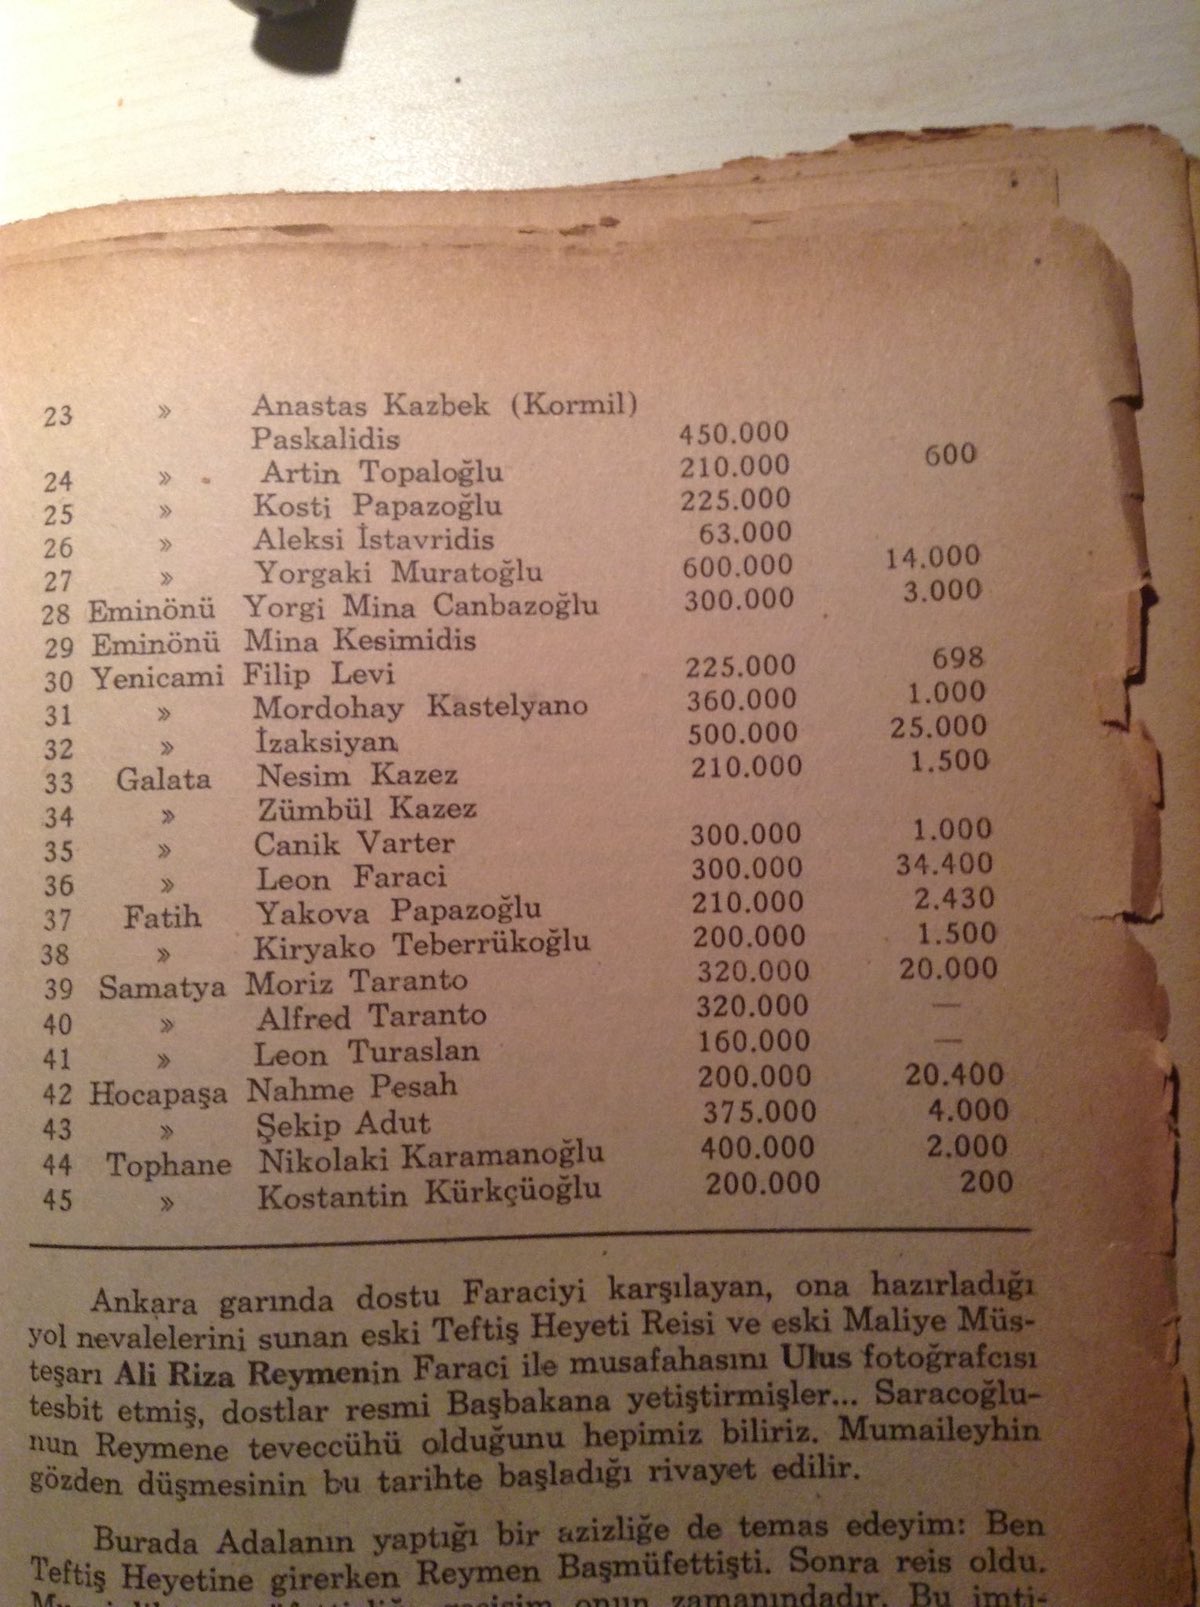 23 » Anastas Kazbek (Kormil)
Paskalidis 450.000
24 » Artin Topaloğlu 210.000 600
25 » Kosti Papazoğlu 225.000
26 » Aleksi İstavridis 63.000
27 » Yorgaki Muratoğlu 600.000 14.000
28 Eminönü Yorgi Mina Canbazoğlu 300.000 3.000
29 Eminönü Mina Kesimidis
30 Yenicami Filip Levi 225.000 698
31 » Mordohay Kastelyano 360.000 1.000
32 » İzaksiyan 500.000 25.000
33 Galata Nesim Kazez 210.000 1.500
34 » Zümbül Kazez
35 » Canik Varter 300.000 1.000
36 » Leon Faraci 300.000 34.400
37 Fatih Yakova Papazoğlu 210.000 2.430
38 » Kiryako Teberrükoğlu 200.000 1.500
39 Samatya Moriz Taranto 320.000 20.000
40 » Alfred Taranto 320.000 —
41 » Leon Turaslan 160.000 —
42 Hocapaşa Nahme Pesah 200.000 20.400
43 » Şekip Adut 375.000 4.000
44 Tophane Nikolaki Karamanoğlu 400.000 2.000
45 » Kostantin Kürkçüoğlu 200.000 200
Ankara garında dostu Faraciyi karşılayan, ona hazırladığı
yol nevalelerini sunan eski Teftiş Heyeti Reisi ve eski Maliye Müs-
teşarı Ali Riza Reymenin Faraci ile musafahasını Ulus fotoğrafcısı
tesbit etmiş, dostlar resmi Başbakana yetiştirmişler... Saracoğlu-
nun Reymene teveccühü olduğunu hepimiz biliriz. Mumaileyhin
gözden düşmesinin bu tarihte başladığı rivayet edilir.
Burada Adalanın yaptığı bir azizliğe de temas edeyim: Ben
Teftiş Heyetine girerken Reymen Başmüfettişti. Sonra reis oldu.
onun zamanındadır. Bu imti-